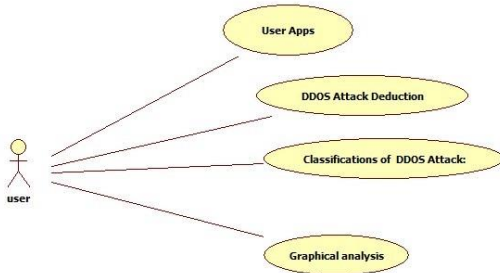 User Apps
DDOS Attack Deduction
Classifications of DDOS Attack:
user
Graphical analysis